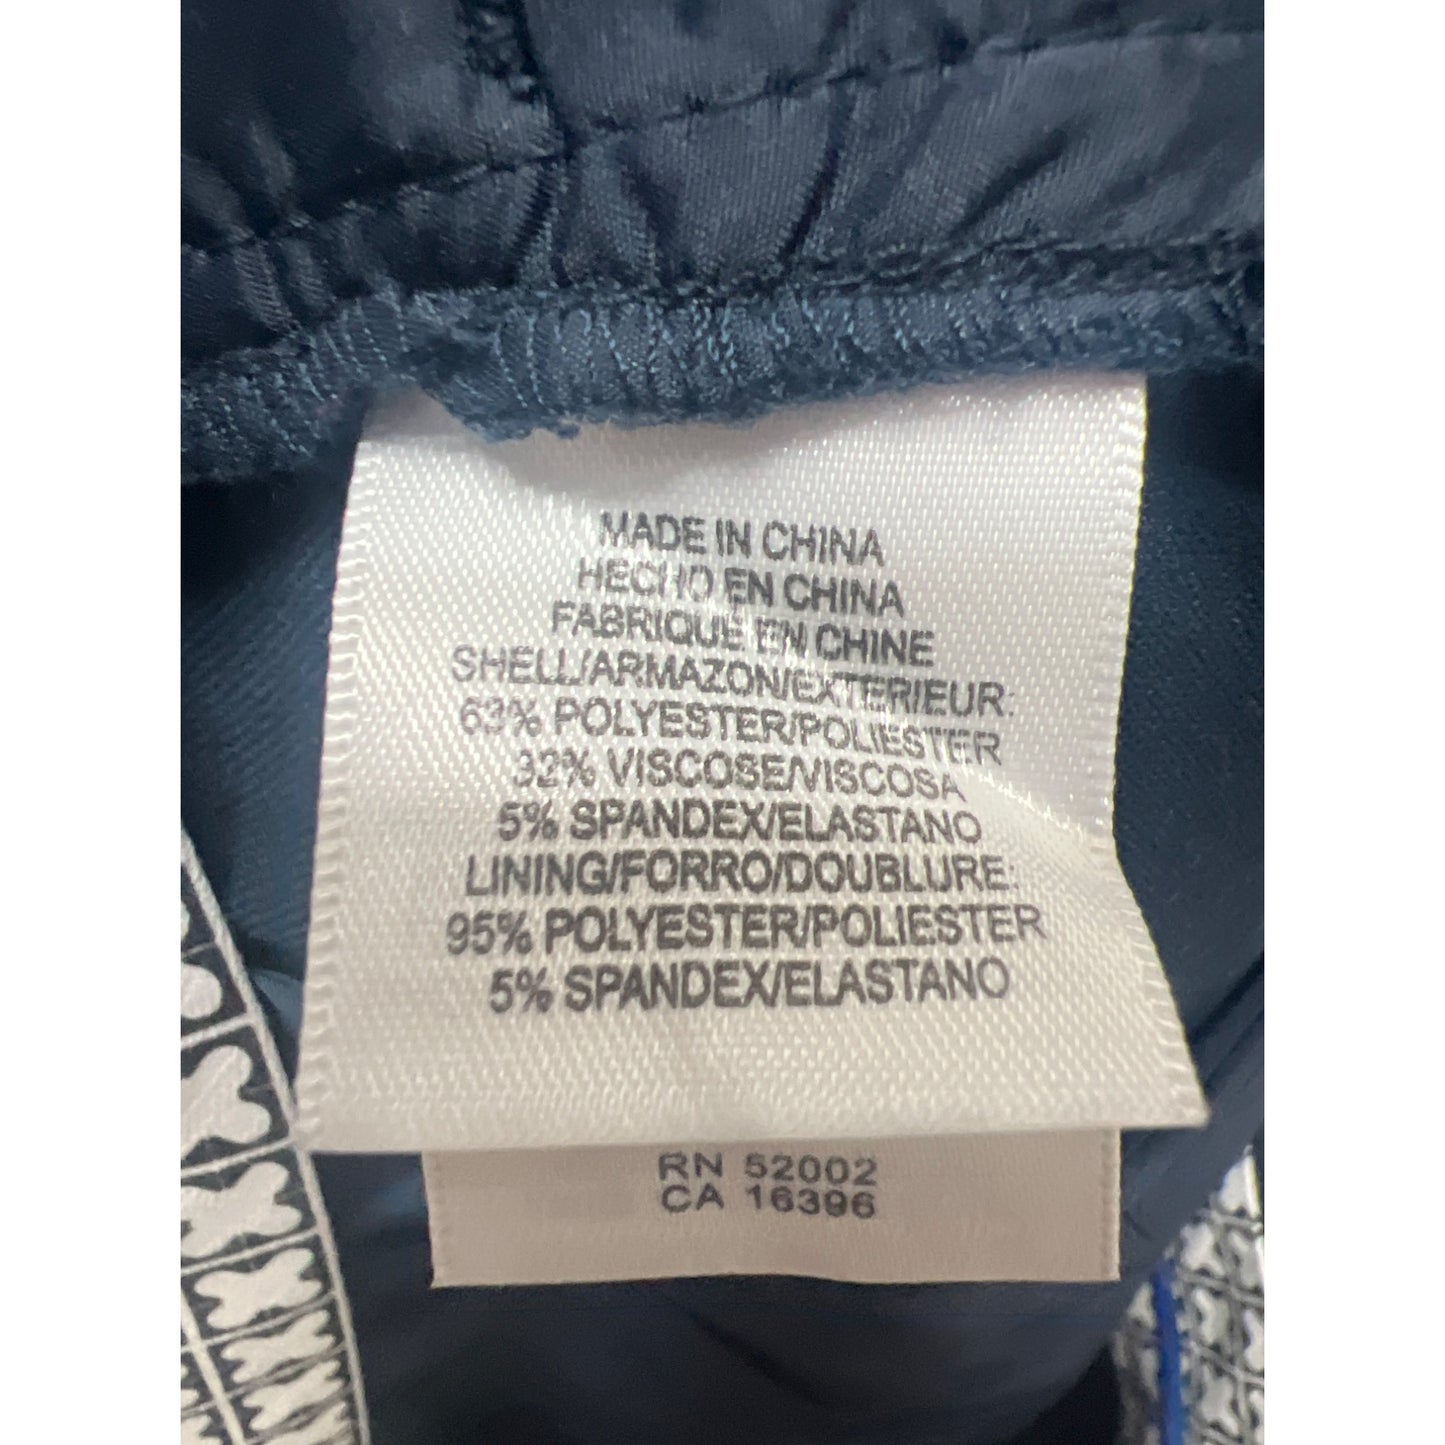 MADE IN CHINA
HECHO EN CHINA
FABRIQUE EN CHINE
SHELL/ARMAZON/EXTERIEUR:
63% POLYESTER/POLIESTER
32% VISCOSE/VISCOSA
5% SPANDEX/ELASTANO
LINING/FORRO/DOUBLURE:
95% POLYESTER/POLIESTER
5% SPANDEX/ELASTANO
RN 52002
CA 16396